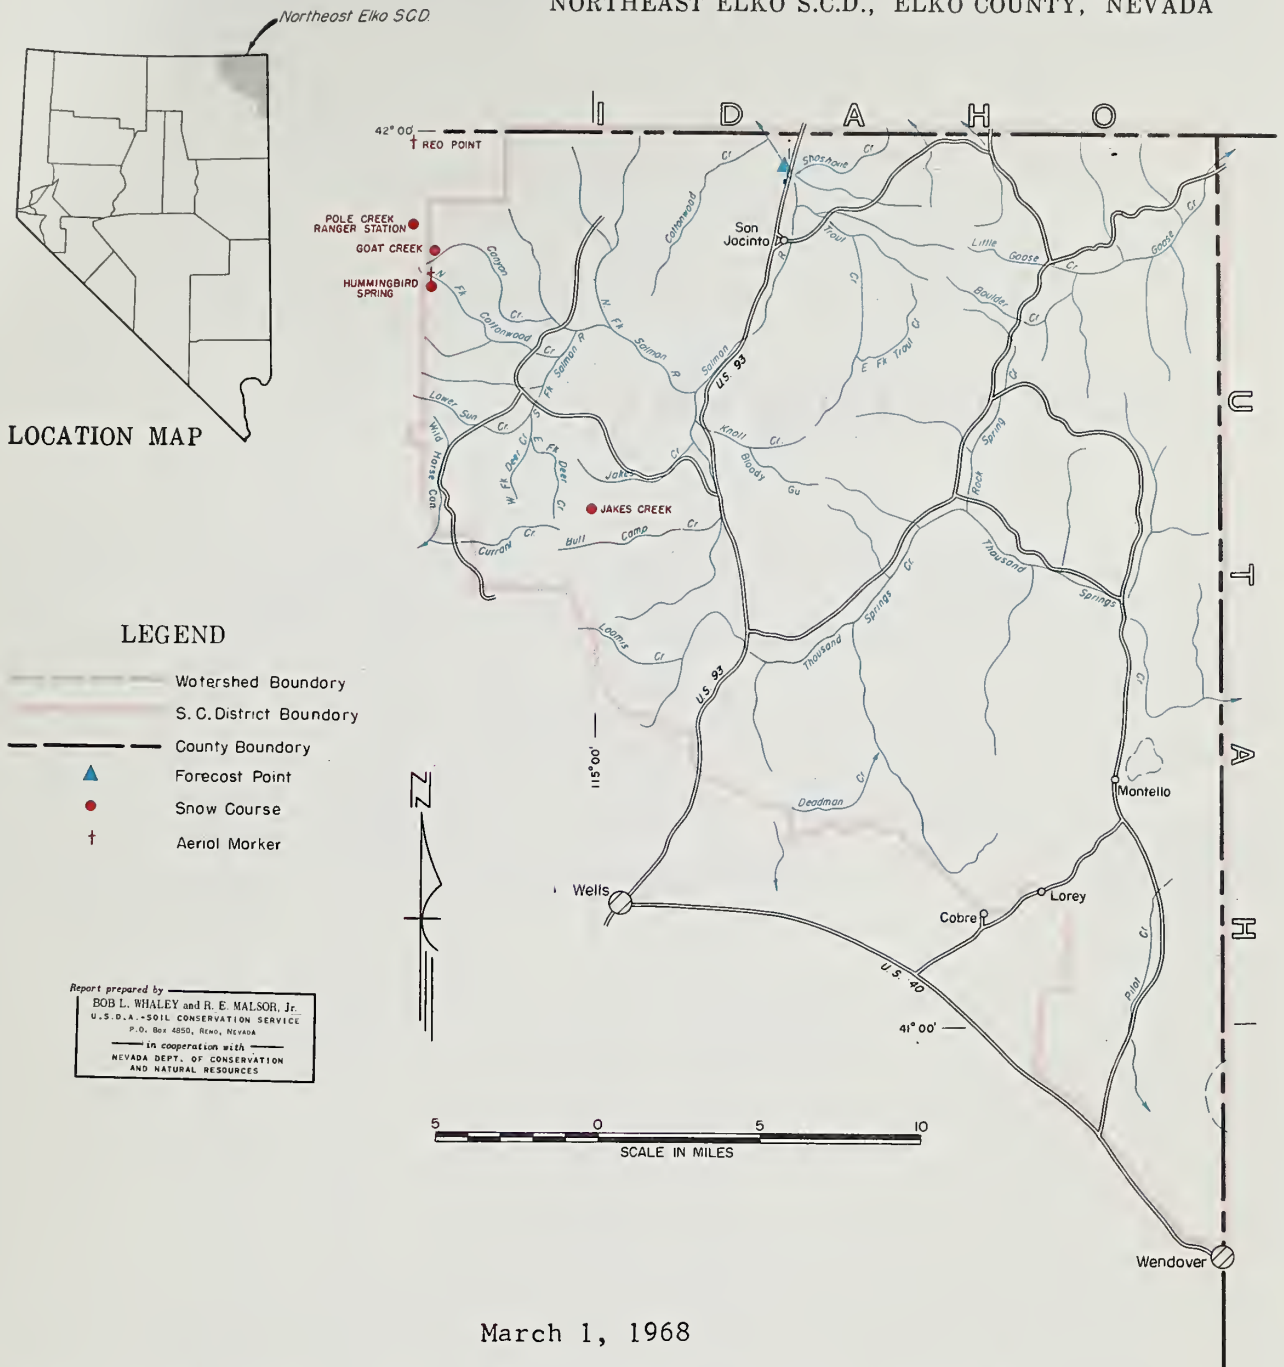 NORTHEAST ELKO S.C.D., ELKO COUNTY, NEVADA
Northeast Elko S.C.D.
LOCATION MAP
I D A H O
42° 00'
RED POINT
POLE CREEK
RANGER STATION
GOAT CREEK
HUMMINGBIRD
SPRING
Canyon
Cr.
N
Fk
Cottonwood
Cr
Cottonwood
Cr
Shoshone
Cr
San
Jacinto
R
Trout
Cr
E Fk Trout
Cr
Little
Goose
Cr
Goose
Cr
Boulder
Cr
N Fk
Salmon
R
S Fk Salmon R
Salmon
U.S. 93
Lower
Sun
Cr.
Wild Horse Can
W Fk Deer Cr
E
Fk
Deer
Cr
Jakes
Cr
JAKES CREEK
Currant
Cr.
Bull
Camp
Cr
Knoll
Cr.
Bloody
Gu
Rock
Spring
Cr
Thousand
Springs
Cr
Thousand
Springs
Cr
Loomis
Cr
U.S. 93
U T A H
115° 00'
Deadman
Cr
Montello
Wells
Lorey
Cobre
U.S. 40
Pilot
Cr
41° 00'
Wendover
LEGEND
Watershed Boundary
S.C. District Boundary
County Boundary
Forecast Point
Snow Course
Aerial Marker
Report prepared by
BOB L. WHALEY and R. E. MALSOR, Jr.
U.S.D.A.-SOIL CONSERVATION SERVICE
P.O. Box 4850, Reno, Nevada
in cooperation with
NEVADA DEPT. OF CONSERVATION
AND NATURAL RESOURCES
5 0 5 10
SCALE IN MILES
March 1, 1968